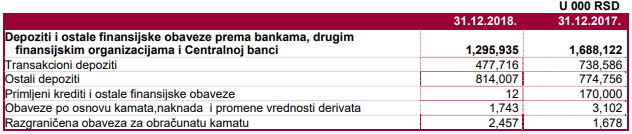 U 000 RSD
31.12.2018. 31.12.2017.
Depoziti i ostale finansijske obaveze prema bankama, drugim
finansijskim organizacijama i Centralnoj banci 1,295,935 1,688,122
Transakcioni depoziti 477,716 738,586
Ostali depoziti 814,007 774,756
Primljeni krediti i ostale finansijske obaveze 12 170,000
Obaveze po osnovu kamata,naknada i promene vrednosti derivata 1,743 3,102
Razgraničena obaveza za obračunatu kamatu 2,457 1,678